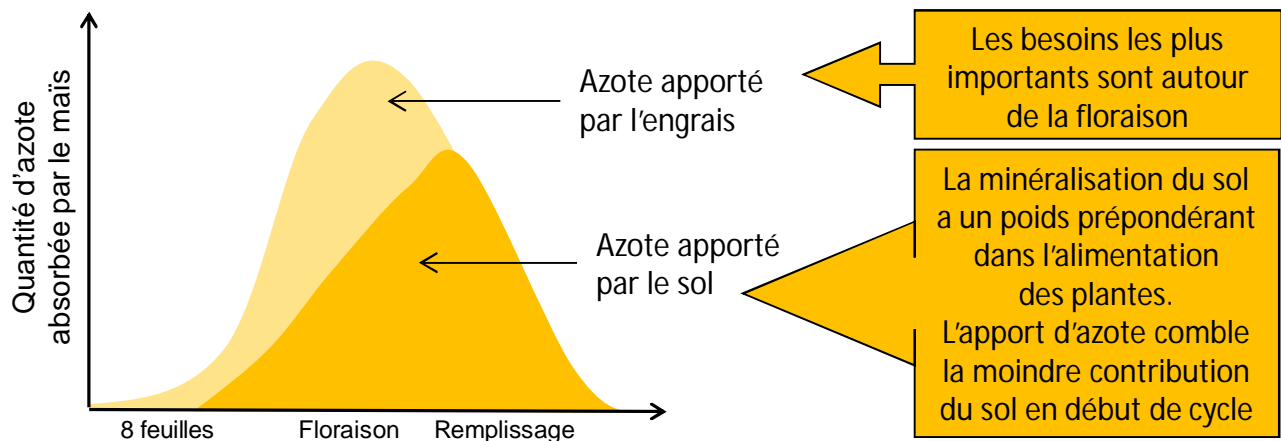 Quantité d'azote
absorbée par le maïs
Azote apporté
par l'engrais
Les besoins les plus
importants sont autour
de la floraison
Azote apporté
par le sol
La minéralisation du sol
a un poids prépondérant
dans l'alimentation
des plantes.
L'apport d'azote comble
la moindre contribution
du sol en début de cycle
8 feuilles
Floraison
Remplissage